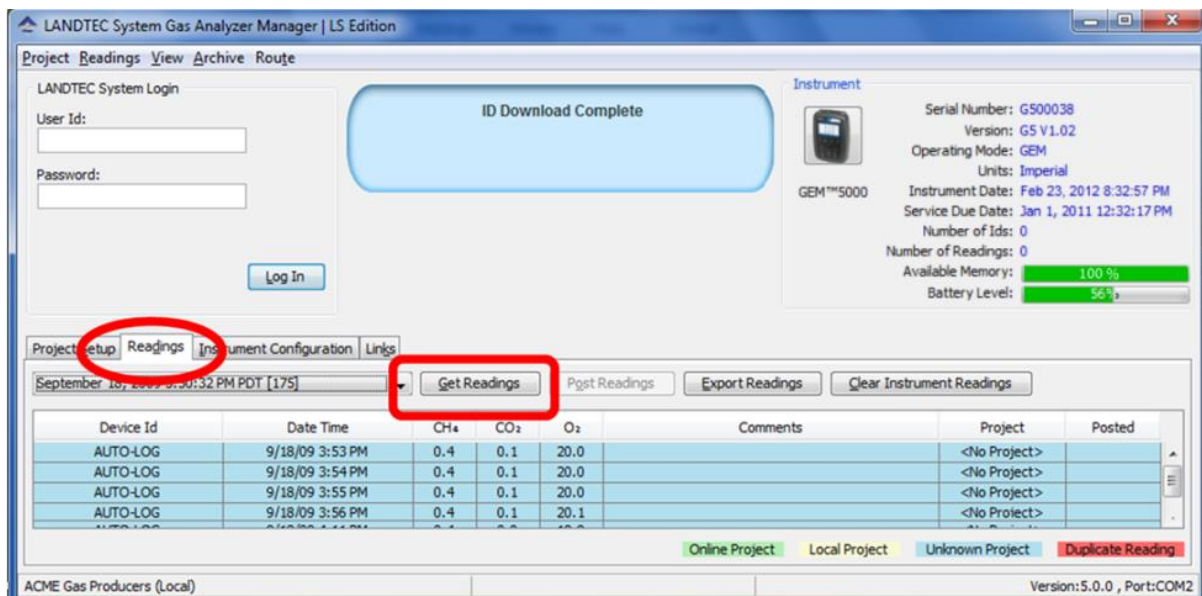 LANDTEC System Gas Analyzer Manager | LS Edition
Project Readings View Archive Route
LANDTEC System Login
User Id:
Password:
Log In
ID Download Complete
Instrument
GEM™5000
Serial Number: G500038
Version: G5 V1.02
Operating Mode: GEM
Units: Imperial
Instrument Date: Feb 23, 2012 8:32:57 PM
Service Due Date: Jan 1, 2011 12:32:17 PM
Number of Ids: 0
Number of Readings: 0
Available Memory: 100 %
Battery Level: 56%
Project Setup Readings Instrument Configuration Links
September 18, 2009 PM PDT [175] Get Readings Post Readings Export Readings Clear Instrument Readings
Device Id Date Time CH₄ CO₂ O₂ Comments Project Posted
AUTO-LOG 9/18/09 3:53 PM 0.4 0.1 20.0 <No Project>
AUTO-LOG 9/18/09 3:54 PM 0.4 0.1 20.0 <No Project>
AUTO-LOG 9/18/09 3:55 PM 0.4 0.1 20.0 <No Project>
AUTO-LOG 9/18/09 3:56 PM 0.4 0.1 20.1 <No Project>
Online Project Local Project Unknown Project Duplicate Reading
ACME Gas Producers (Local) Version:5.0.0 , Port:COM2